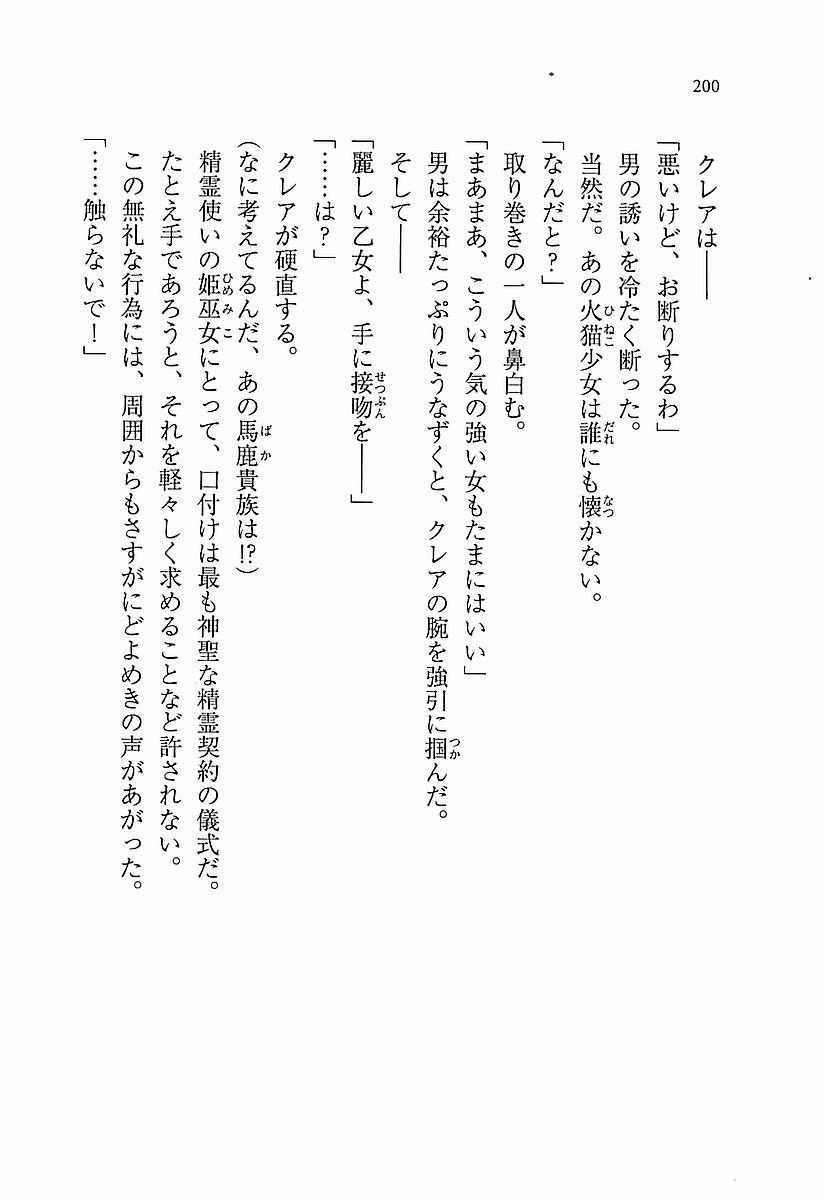 200
クレアは――
「悪いけど、お断りするわ」
男の誘いを冷たく断った。
当然だ。あの火猫少女は誰にも懐かない。
「なんだと?」
取り巻きの一人が鼻白む。
「まあまあ、こういう気の強い女もたまにはいい」
男は余裕たっぷりにうなずくと、クレアの腕を強引に掴んだ。
そして――
「麗しい乙女よ、手に接吻を――」
「……は?」
クレアが硬直する。
(なに考えてるんだ、あの馬鹿貴族は!?)
精霊使いの姫巫女にとって、口付けは最も神聖な精霊契約の儀式だ。
たとえ手であろうと、それを軽々しく求めることなど許されない。
この無礼な行為には、周囲からもさすがにどよめきの声があがった。
「……触らないで!」